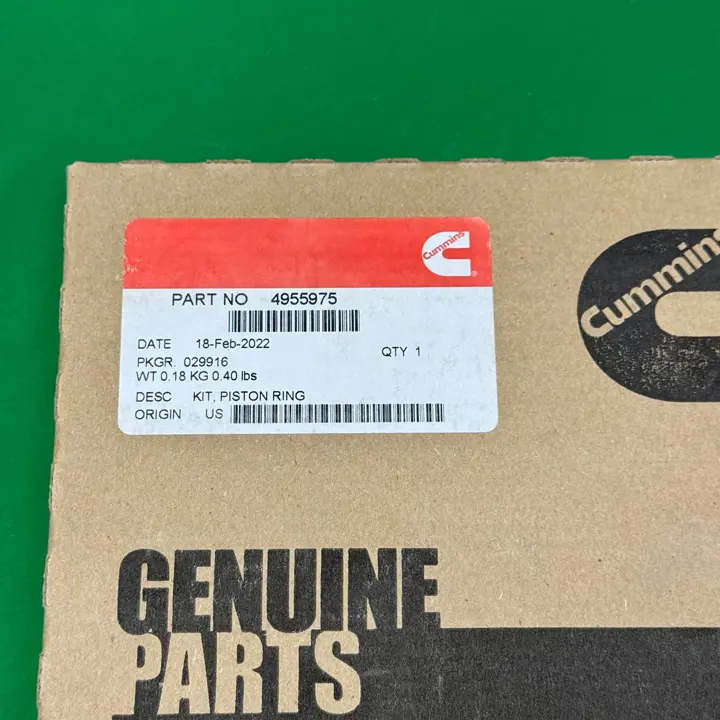 Cummins
PART NO 4955975
DATE 18-Feb-2022
QTY 1
PKGR. 029916
WT 0.18 KG 0.40 lbs
DESC KIT, PISTON RING
ORIGIN US
Cummins
GENUINE
PARTS